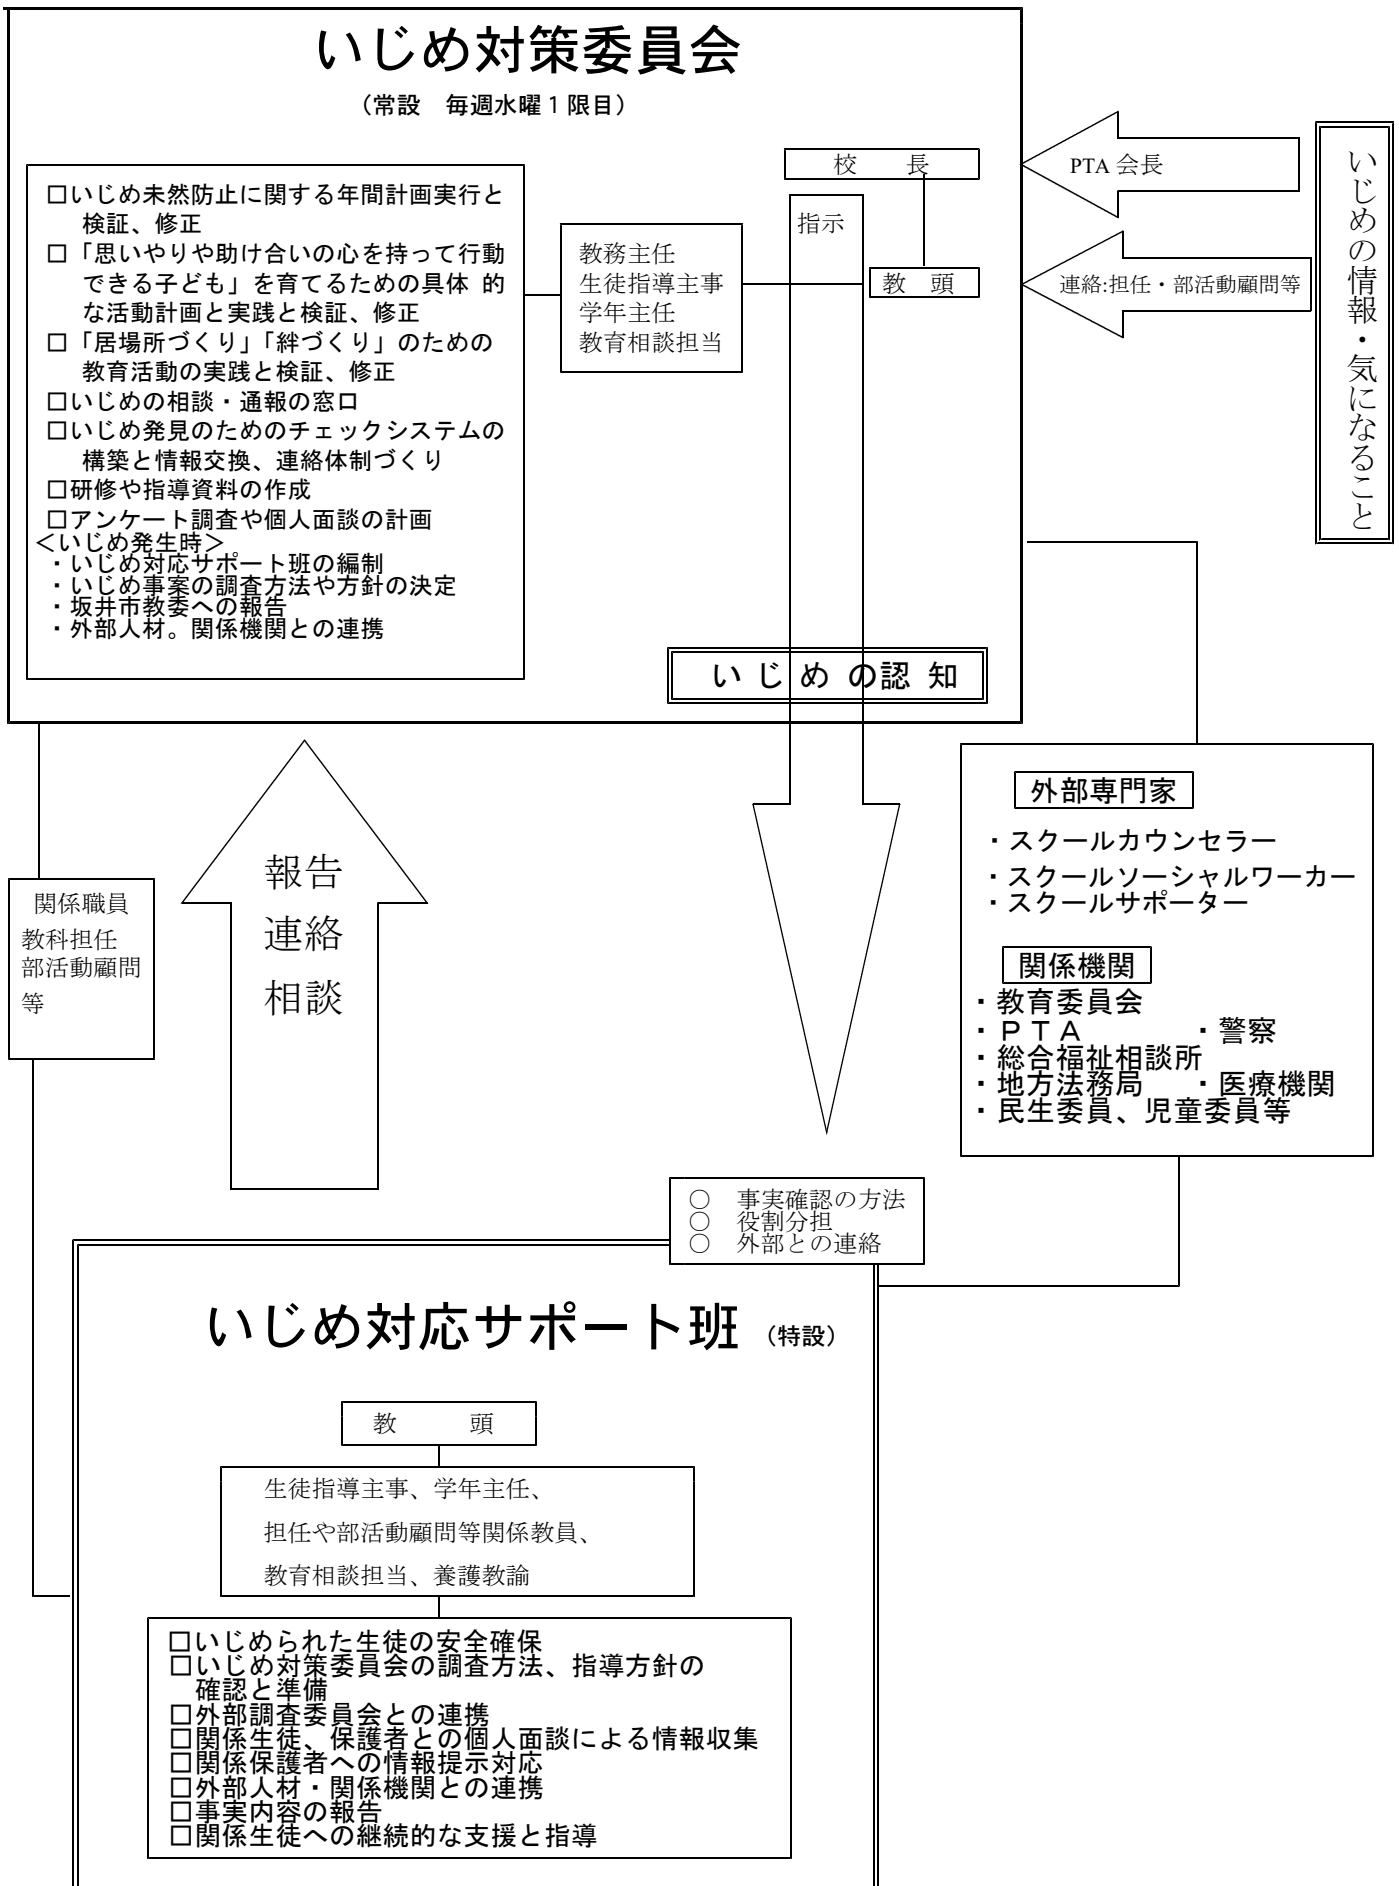 いじめ対策委員会
（常設　毎週水曜１限目）
□いじめ未然防止に関する年間計画実行と
検証、修正
□「思いやりや助け合いの心を持って行動
できる子ども」を育てるための具体 的
な活動計画と実践と検証、修正
□「居場所づくり」「絆づくり」のための
教育活動の実践と検証、修正
□いじめの相談・通報の窓口
□いじめ発見のためのチェックシステムの
構築と情報交換、連絡体制づくり
□研修や指導資料の作成
□アンケート調査や個人面談の計画
＜いじめ発生時＞
・いじめ対応サポート班の編制
・いじめ事案の調査方法や方針の決定
・坂井市教委への報告
・外部人材。関係機関との連携
教務主任
生徒指導主事
学年主任
教育相談担当
校　　長
指示
教　頭
いじめの認知
PTA 会長
連絡:担任・部活動顧問等
いじめの情報・気になること
関係職員
教科担任
部活動顧問
等
報告
連絡
相談
外部専門家
・スクールカウンセラー
・スクールソーシャルワーカー
・スクールサポーター
関係機関
・教育委員会
・ＰＴＡ　　　・警察
・総合福祉相談所
・地方法務局　・医療機関
・民生委員、児童委員等
○　事実確認の方法
○　役割分担
○　外部との連絡
いじめ対応サポート班（特設）
教　　　頭
生徒指導主事、学年主任、
担任や部活動顧問等関係教員、
教育相談担当、養護教諭
□いじめられた生徒の安全確保
□いじめ対策委員会の調査方法、指導方針の
確認と準備
□外部調査委員会との連携
□関係生徒、保護者との個人面談による情報収集
□関係保護者への情報提示対応
□外部人材・関係機関との連携
□事実内容の報告
□関係生徒への継続的な支援と指導